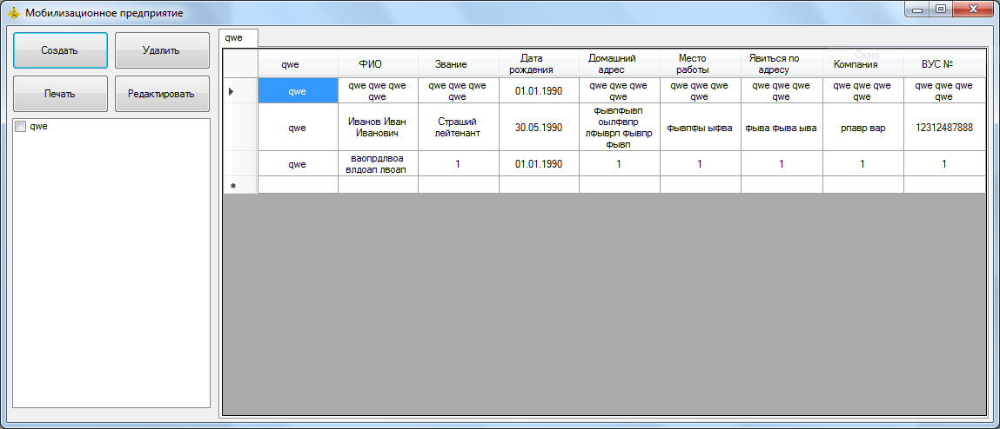 Мобилизационное предприятие
Создать
Удалить
Печать
Редактировать
qwe
qwe
Окно
qwe
ФИО
Звание
Дата
рождения
Домашний
адрес
Место
работы
Явиться по
адресу
Компания
ВУС №
qwe
qwe qwe qwe
qwe
qwe qwe qwe
qwe
01.01.1990
qwe qwe qwe
qwe
qwe qwe qwe
qwe
qwe qwe qwe
qwe
qwe qwe qwe
qwe
qwe qwe qwe
qwe
qwe
Иванов Иван
Иванович
Страший
лейтенант
30.05.1990
фывпфывп
оылфвпр
лфыврп фывпр
фывп
фывпфы ыфва
фыва фыва ыва
рпавр вар
12312487888
qwe
ваопрдлвоа
влдоап лвоап
1
01.01.1990
1
1
1
1
1